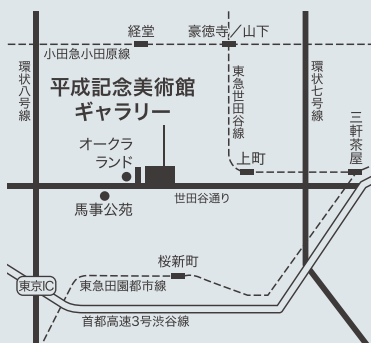 経堂
豪徳寺／山下
小田急小田原線
環状八号線
平成記念美術館
ギャラリー
東急世田谷線
環状七号線
三軒茶屋
オークラ
ランド
上町
世田谷通り
馬事公苑
桜新町
東京IC
東急田園都市線
首都高速3号渋谷線